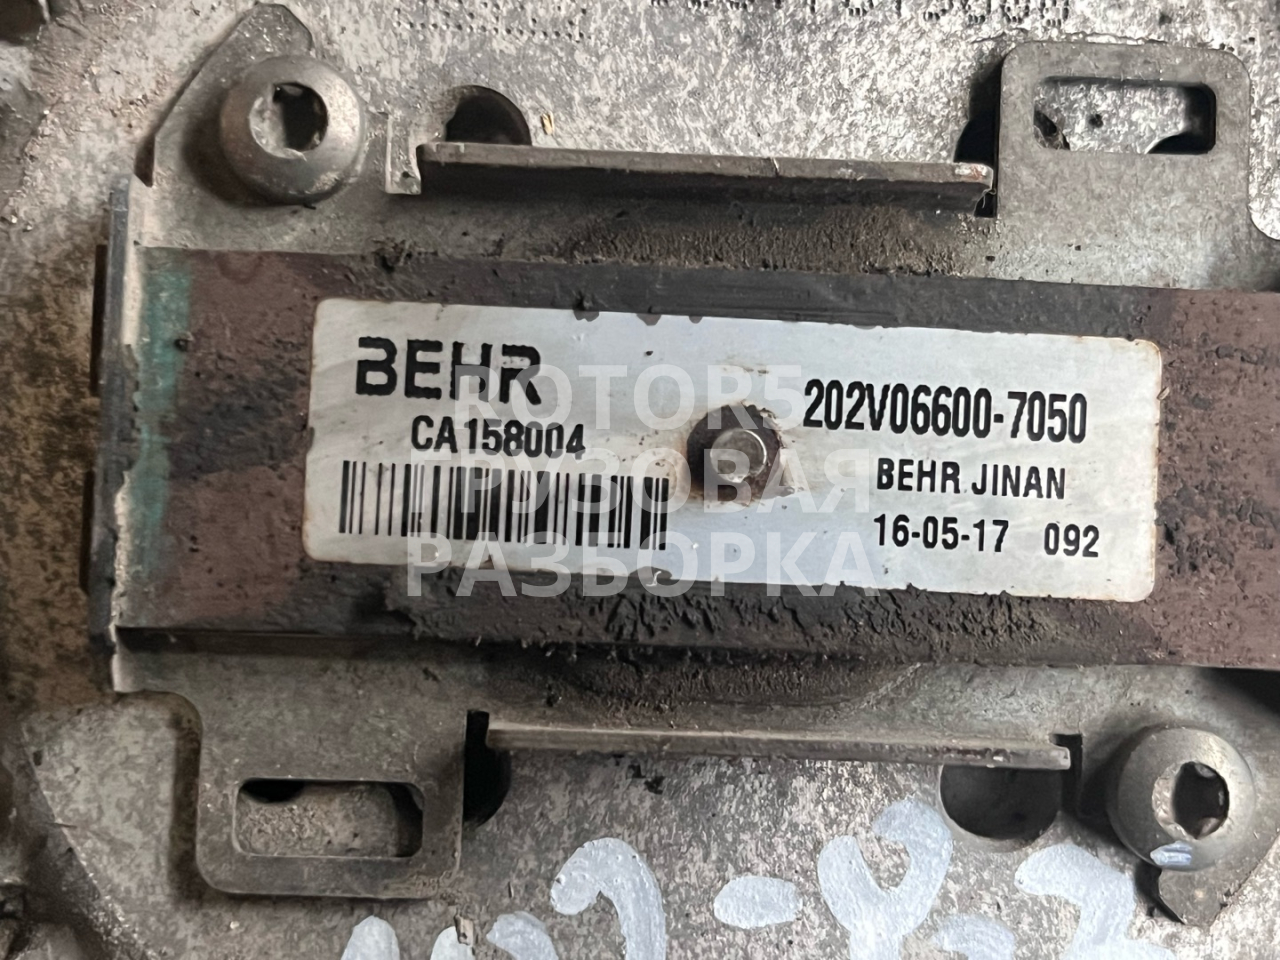 BEHR
CA158004
202V06600-7050
BEHR JINAN
16-05-17 092
ROTOR5
ГРУЗОВАЯ
РАЗБОРКА